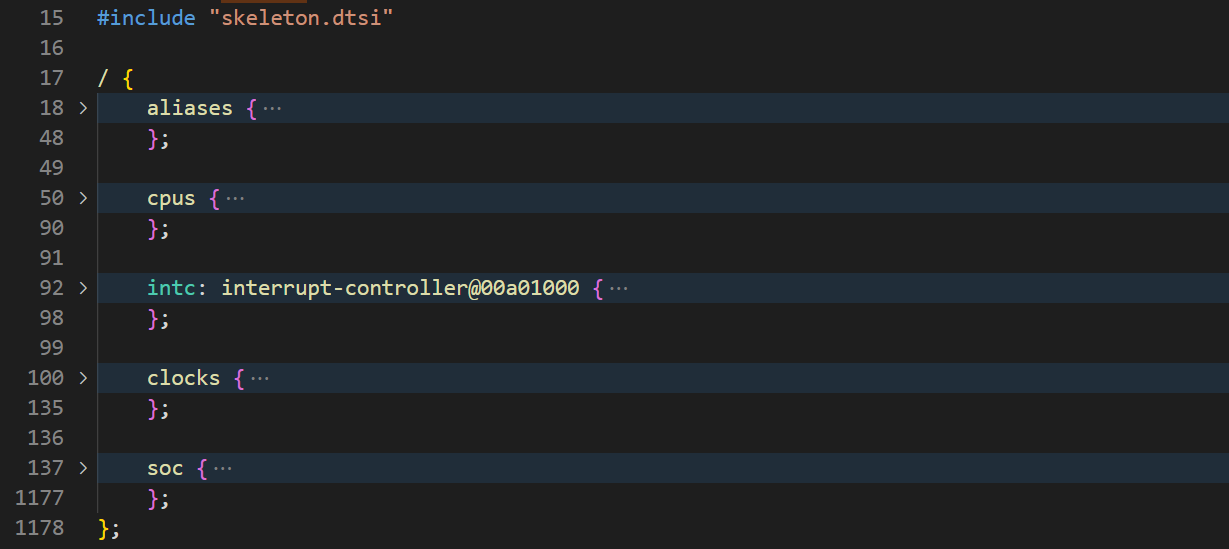 15 #include "skeleton.dtsi"
16
17 / {
18 > aliases { ···
48 };
49
50 > cpus { ···
90 };
91
92 > intc: interrupt-controller@00a01000 { ···
98 };
99
100 > clocks { ···
135 };
136
137 > soc { ···
1177 };
1178 };